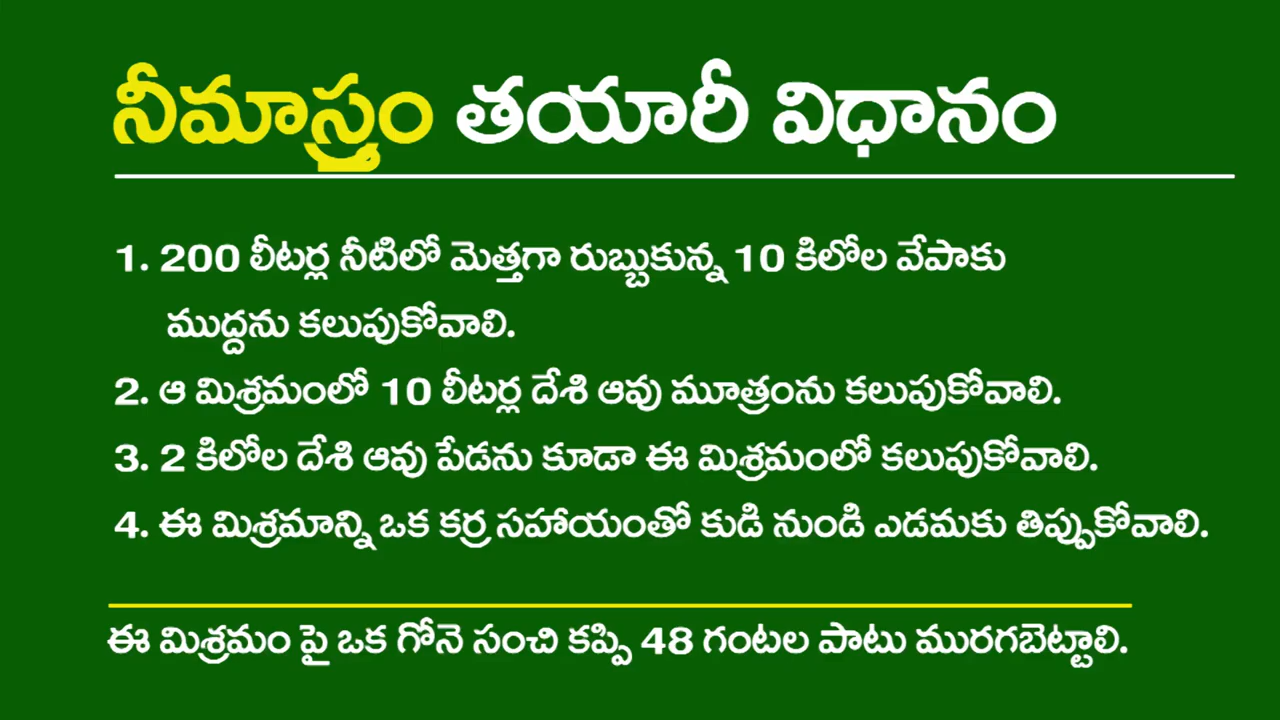 నీమాస్త్రం తయారీ విధానం
1. 200 లీటర్ల నీటిలో మెత్తగా రుబ్బుకున్న 10 కిలోల వేపాకు
ముద్దను కలుపుకోవాలి.
2. ఆ మిశ్రమంలో 10 లీటర్ల దేశి ఆవు మూత్రంను కలుపుకోవాలి.
3. 2 కిలోల దేశి ఆవు పేడను కూడా ఈ మిశ్రమంలో కలుపుకోవాలి.
4. ఈ మిశ్రమాన్ని ఒక కర్ర సహాయంతో కుడి నుండి ఎడమకు తిప్పుకోవాలి.
ఈ మిశ్రమం పై ఒక గోనె సంచి కప్పి 48 గంటల పాటు మురగబెట్టాలి.